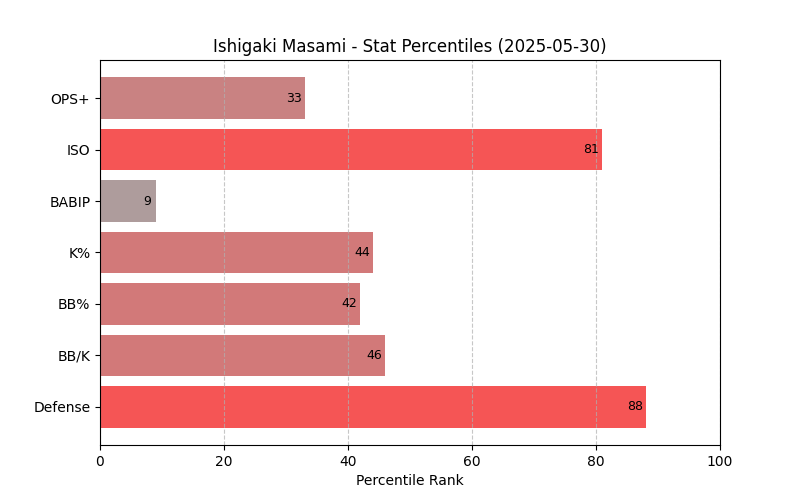 Ishigaki Masami - Stat Percentiles (2025-05-30)
OPS+
33
ISO
81
BABIP
9
K%
44
BB%
42
BB/K
46
Defense
88
0 20 40 60 80 100
Percentile Rank